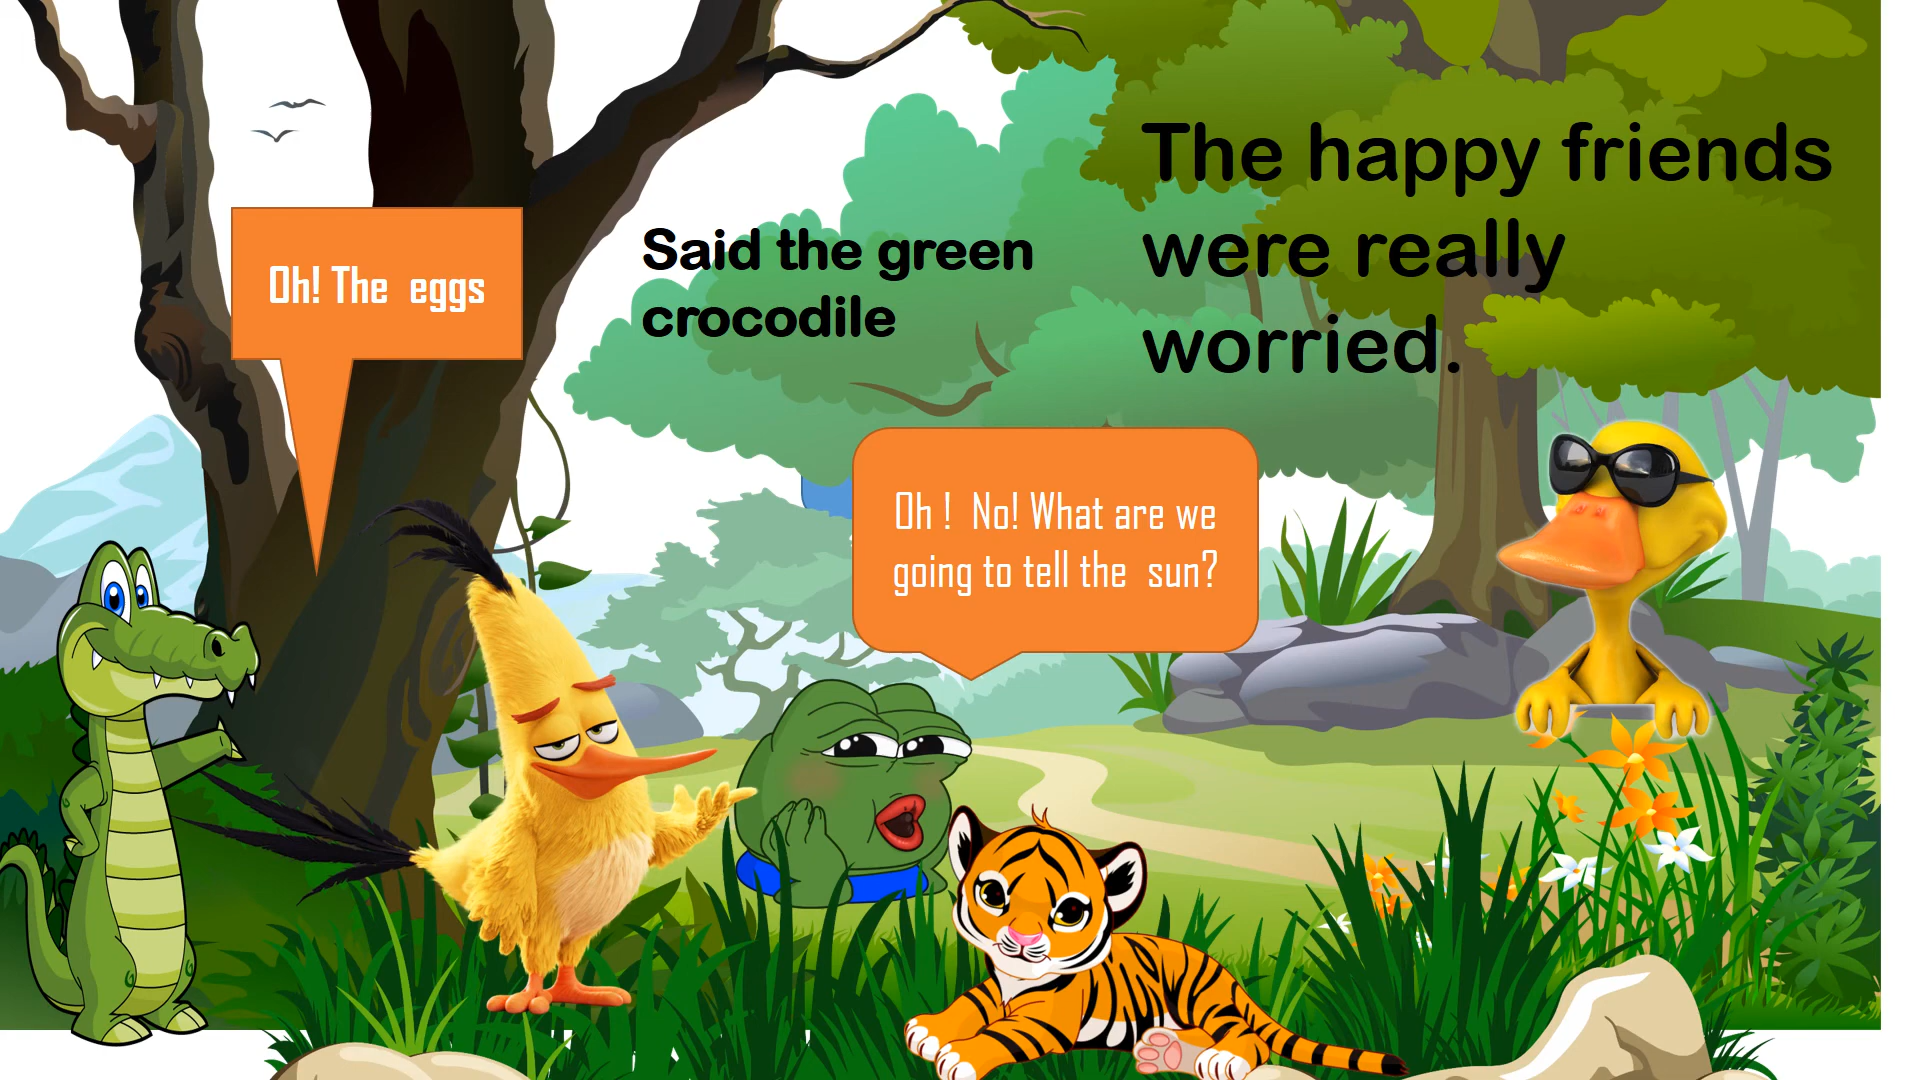 Oh! The eggs
Said the green
crocodile
The happy friends
were really
worried.
Oh ! No! What are we
going to tell the sun?